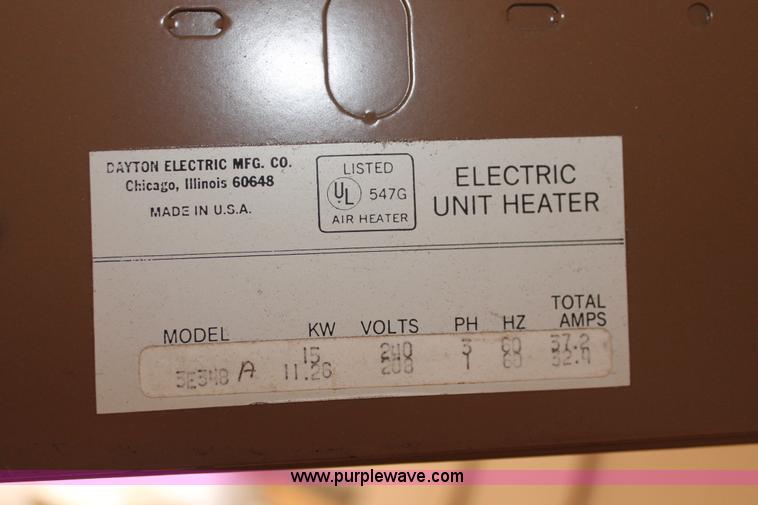 DAYTON ELECTRIC MFG. CO.
Chicago, Illinois 60648
MADE IN U.S.A.
LISTED
UL 547G
AIR HEATER
ELECTRIC
UNIT HEATER
MODEL KW VOLTS PH HZ TOTAL AMPS
15 240 3 60 37.2
3E348 A 11.26 208 1 60 32.4
www.purplewave.com